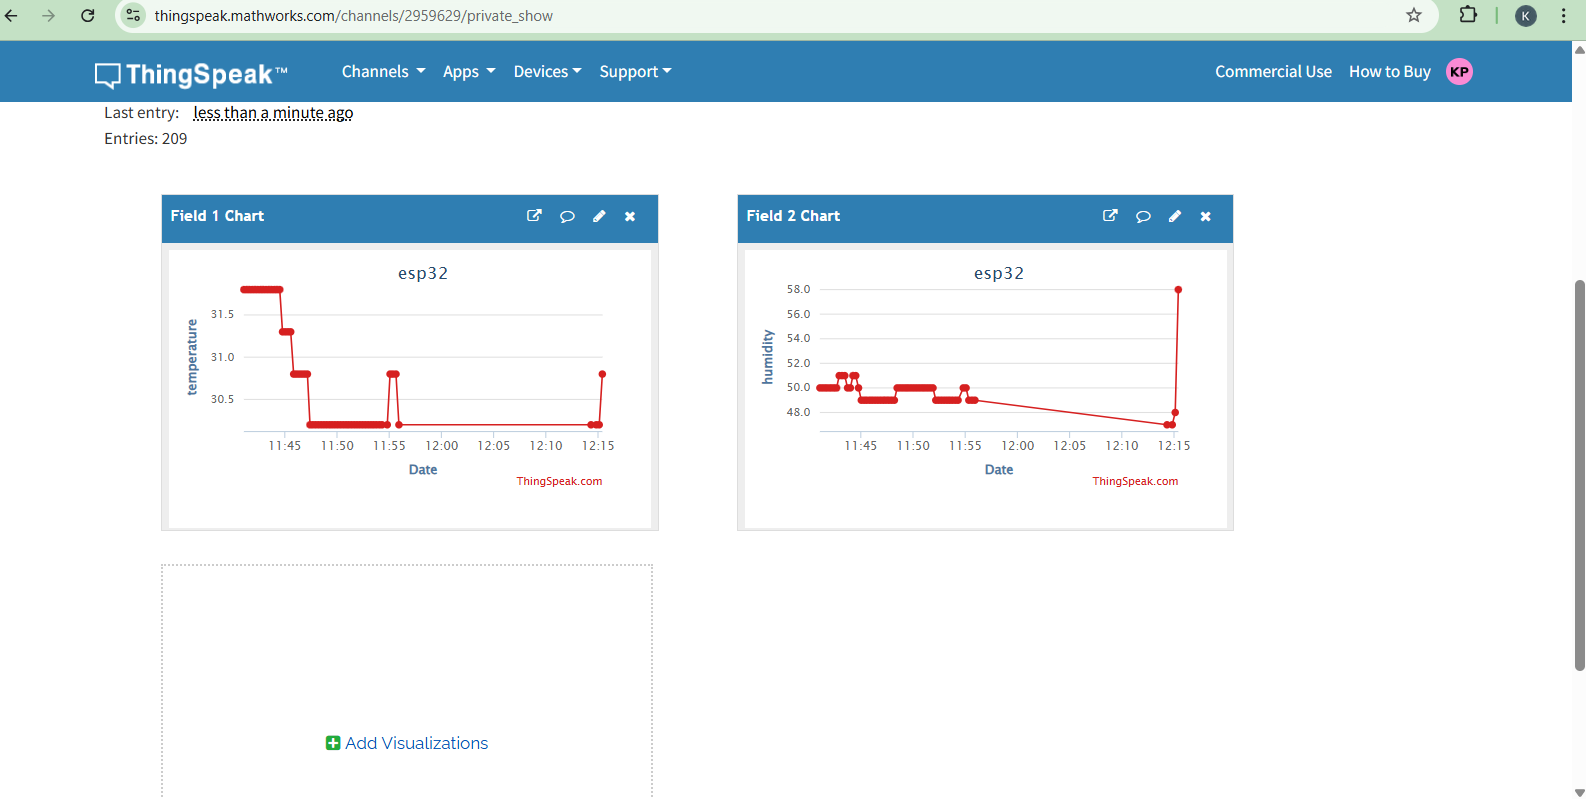 thingspeak.mathworks.com/channels/2959629/private_show
K
ThingSpeak™ Channels Apps Devices Support Commercial Use How to Buy KP
Last entry: less than a minute ago
Entries: 209
Field 1 Chart
esp32
temperature
31.5
31.0
30.5
11:45 11:50 11:55 12:00 12:05 12:10 12:15
Date
ThingSpeak.com
Field 2 Chart
esp32
humidity
58.0
56.0
54.0
52.0
50.0
48.0
11:45 11:50 11:55 12:00 12:05 12:10 12:15
Date
ThingSpeak.com
Add Visualizations